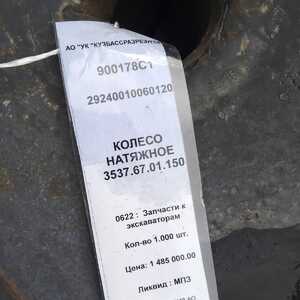 АО "УК "КУЗБАССРАЗРЕЗУГОЛЬ"
900178С1
29240010060120
КОЛЕСО
НАТЯЖНОЕ
3537.67.01.150
0622 : Запчасти к
экскаваторам
Кол-во 1.000 шт.
Цена: 1 485 000.00
Ликвид : МПЗ